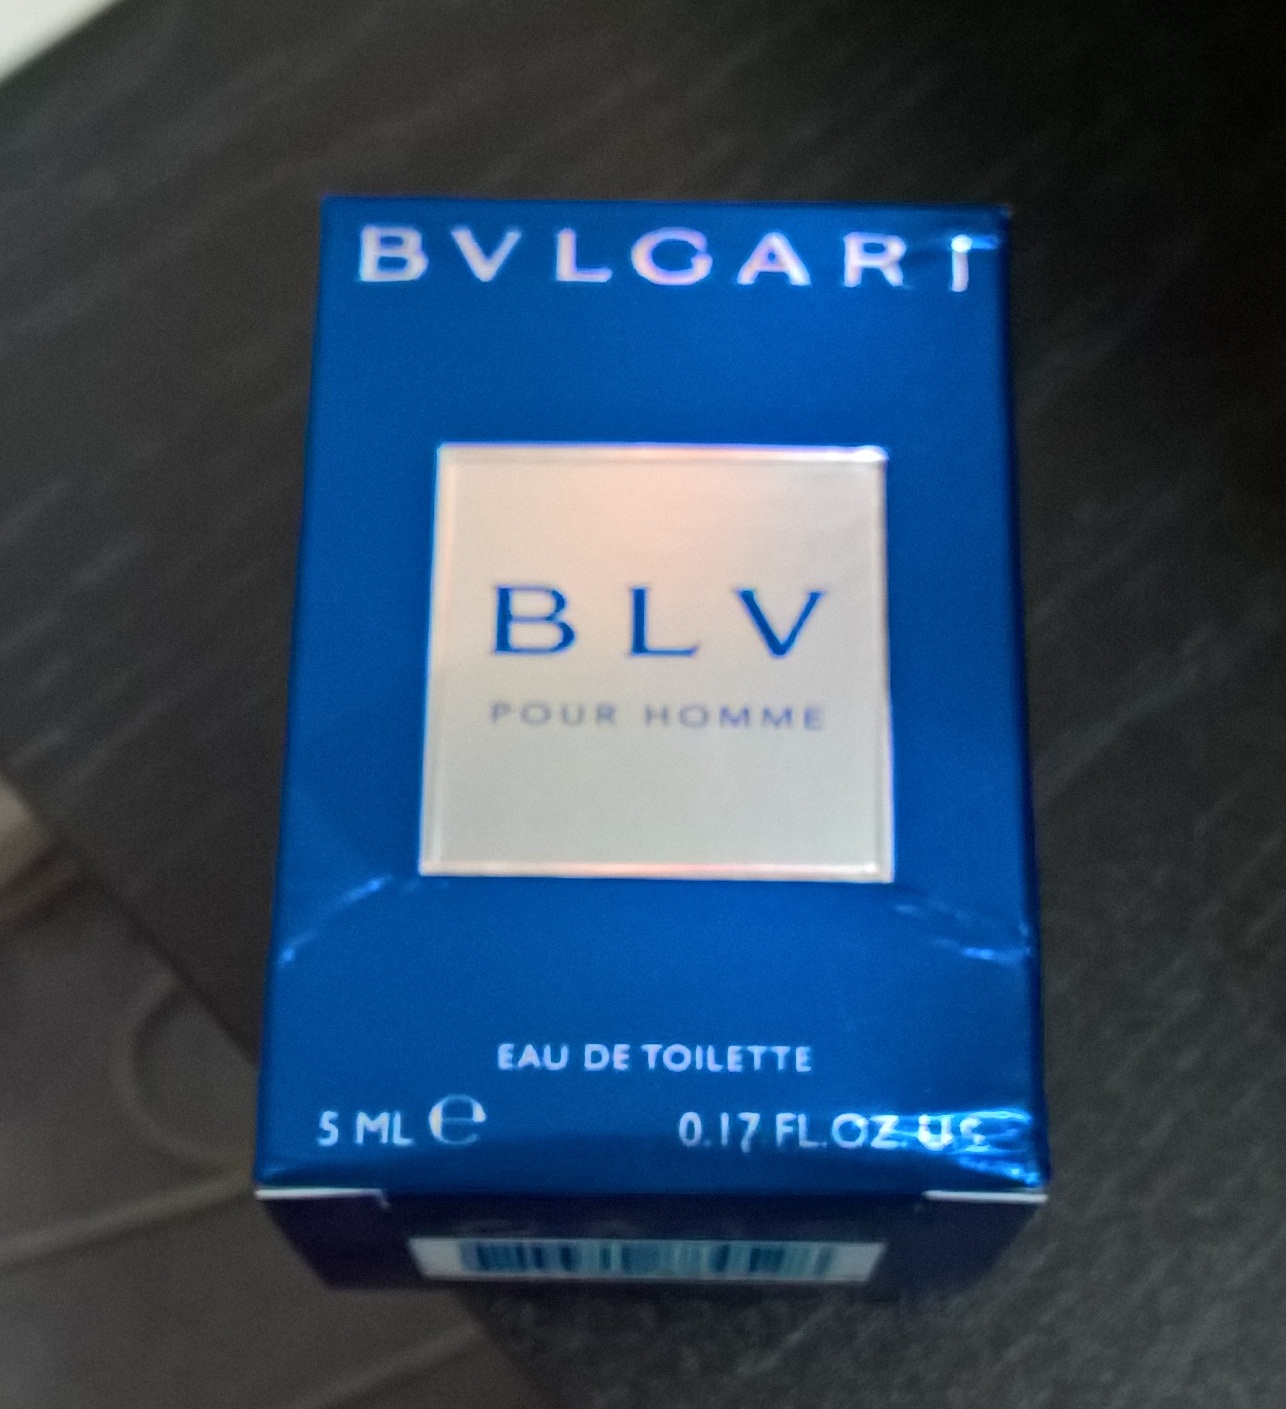 BVLGARI
BLV
POUR HOMME
EAU DE TOILETTE
5 ML e 0.17 FL.OZ.US